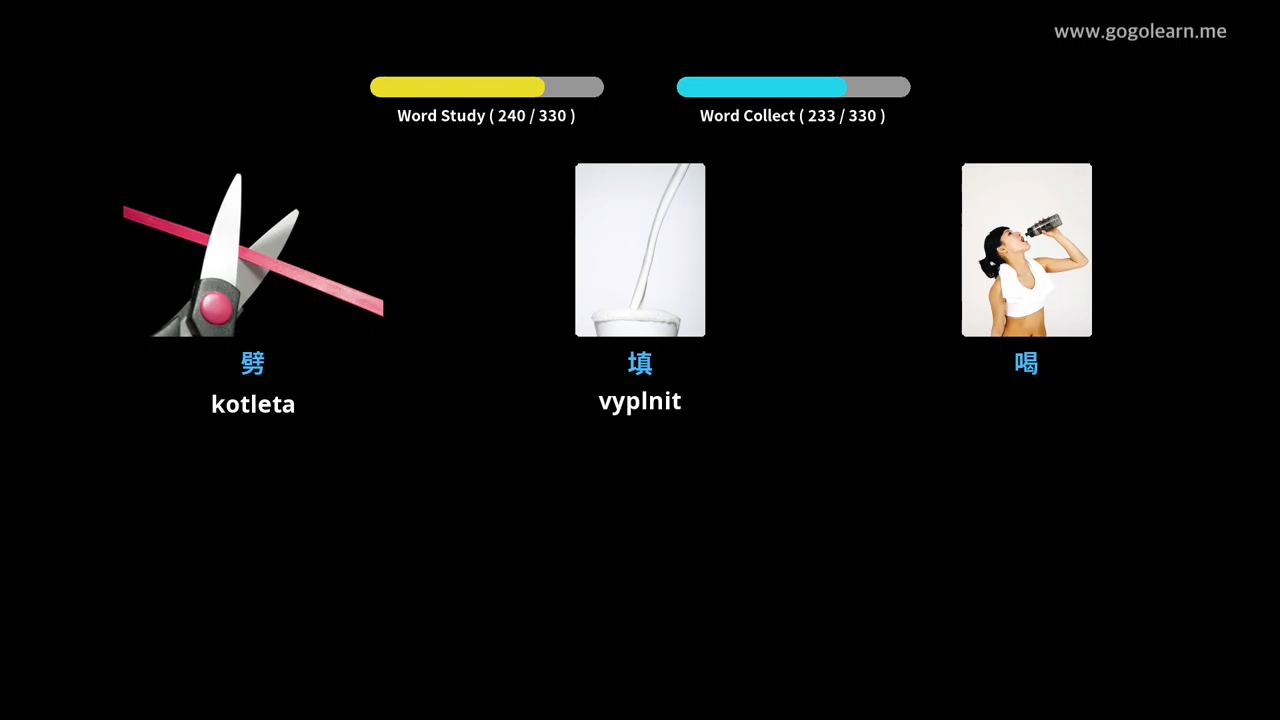 www.gogolearn.me
Word Study ( 240 / 330 )
Word Collect ( 233 / 330 )
劈
填
喝
kotleta
vyplnit